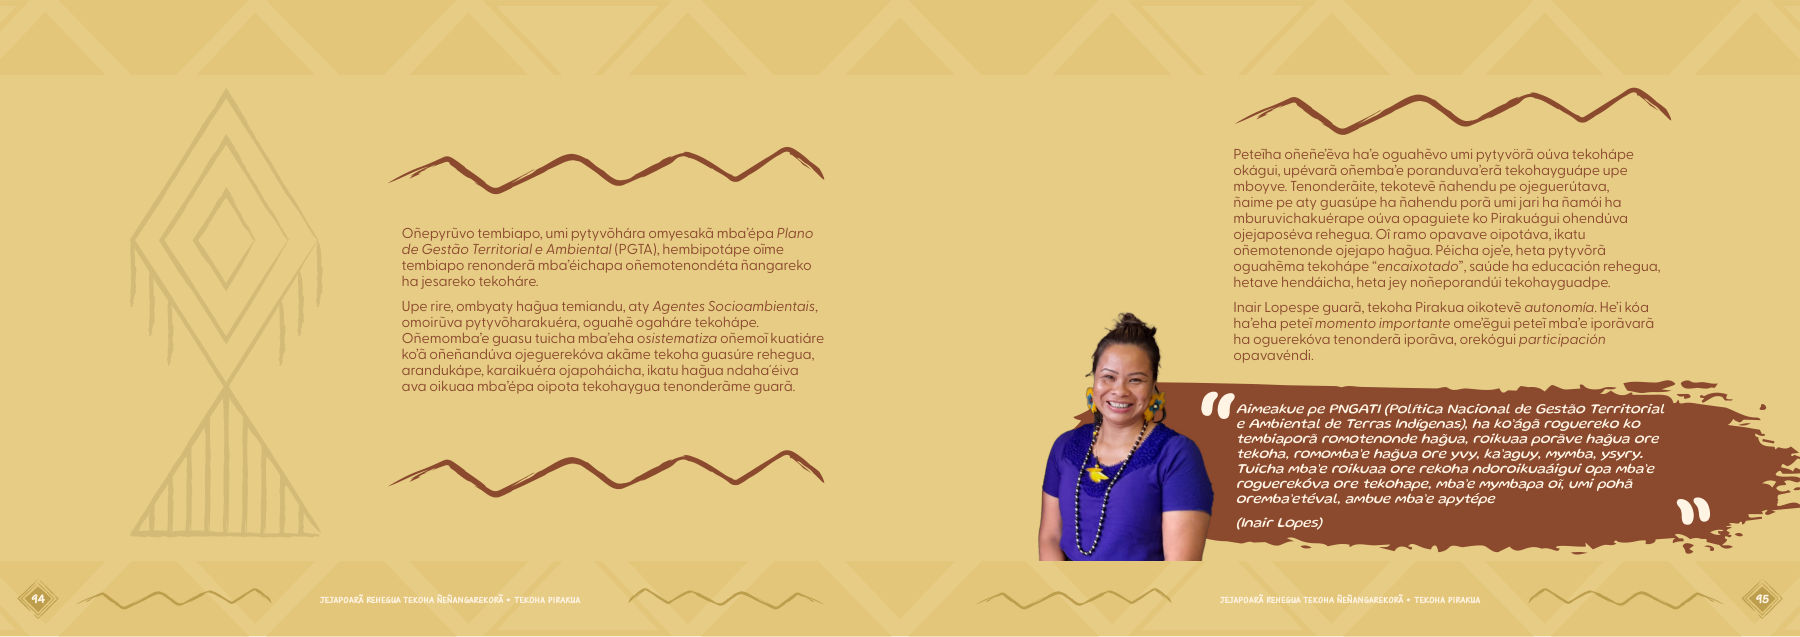 Oñepyrũvo tembiapo, umi pytyvõhára omyesakã mba’épa Plano
de Gestão Territorial e Ambiental (PGTA), hembipotápe oĩme
tembiapo renonderã mba’éichapa oñemotenondéta ñangareko
ha jesareko tekoháre.
Upe rire, ombyaty hag̃ua temiandu, aty Agentes Socioambientais,
omoirũva pytyvõharakuéra, oguahẽ ogaháre tekohápe.
Oñemomba’e guasu tuicha mba’eha osistematiza oñemoĩ kuatiáre
ko’ã oñeñandúva ojeguerekóva akãme tekoha guasúre rehegua,
arandukápe, karaikuéra ojapoháicha, ikatu hag̃ua ndaha’éiva
ava oikuaa mba’épa oipota tekohaygua tenonderãme guarã.
94
JEJAPOARÃ REHEGUA TEKOHA ÑEÑANGAREKORÃ • TEKOHA PIRAKUA
Peteĩha oñeñe’ẽva ha’e oguahẽvo umi pytyvörã oúva tekohápe
okágui, upévarã oñemba’e poranduva’erã tekohayguápe upe
mboyve. Tenonderãite, tekotevẽ ñahendu pe ojeguerútava,
ñaime pe aty guasúpe ha ñahendu porã umi jari ha ñamói ha
mburuvichakuérape oúva opaguiete ko Pirakuágui ohendúva
ojejaposéva rehegua. Oĩ ramo opavave oipotáva, ikatu
oñemotenonde ojejapo hag̃ua. Péicha oje’e, heta pytyvõrã
oguahẽma tekohápe “encaixotado”, saúde ha educación rehegua,
hetave hendáicha, heta jey noñeporandúi tekohayguadpe.
Inair Lopespe guarã, tekoha Pirakua oikotevẽ autonomía. He’i kóa
ha’eha peteĩ momento importante ome’ẽgui peteĩ mba’e iporãvarã
ha oguerekóva tenonderã iporãva, orekógui participación
opavavéndi.
“Aimeakue pe PNGATI (Política Nacional de Gestão Territorial
e Ambiental de Terras Indígenas), ha ko’ágã roguereko ko
tembiaporã romotenonde hag̃ua, roikuaa porãve hag̃ua ore
tekoha, romomba’e hag̃ua ore yvy, ka’aguy, mymba, ysyry.
Tuicha mba’e roikuaa ore rekoha ndoroikuaáigui opa mba’e
roguerekóva ore tekohape, mba’e mymbapa oĩ, umi pohã
oremba’etéval, ambue mba’e apytépe”
(Inair Lopes)
JEJAPOARÃ REHEGUA TEKOHA ÑEÑANGAREKORÃ • TEKOHA PIRAKUA
95